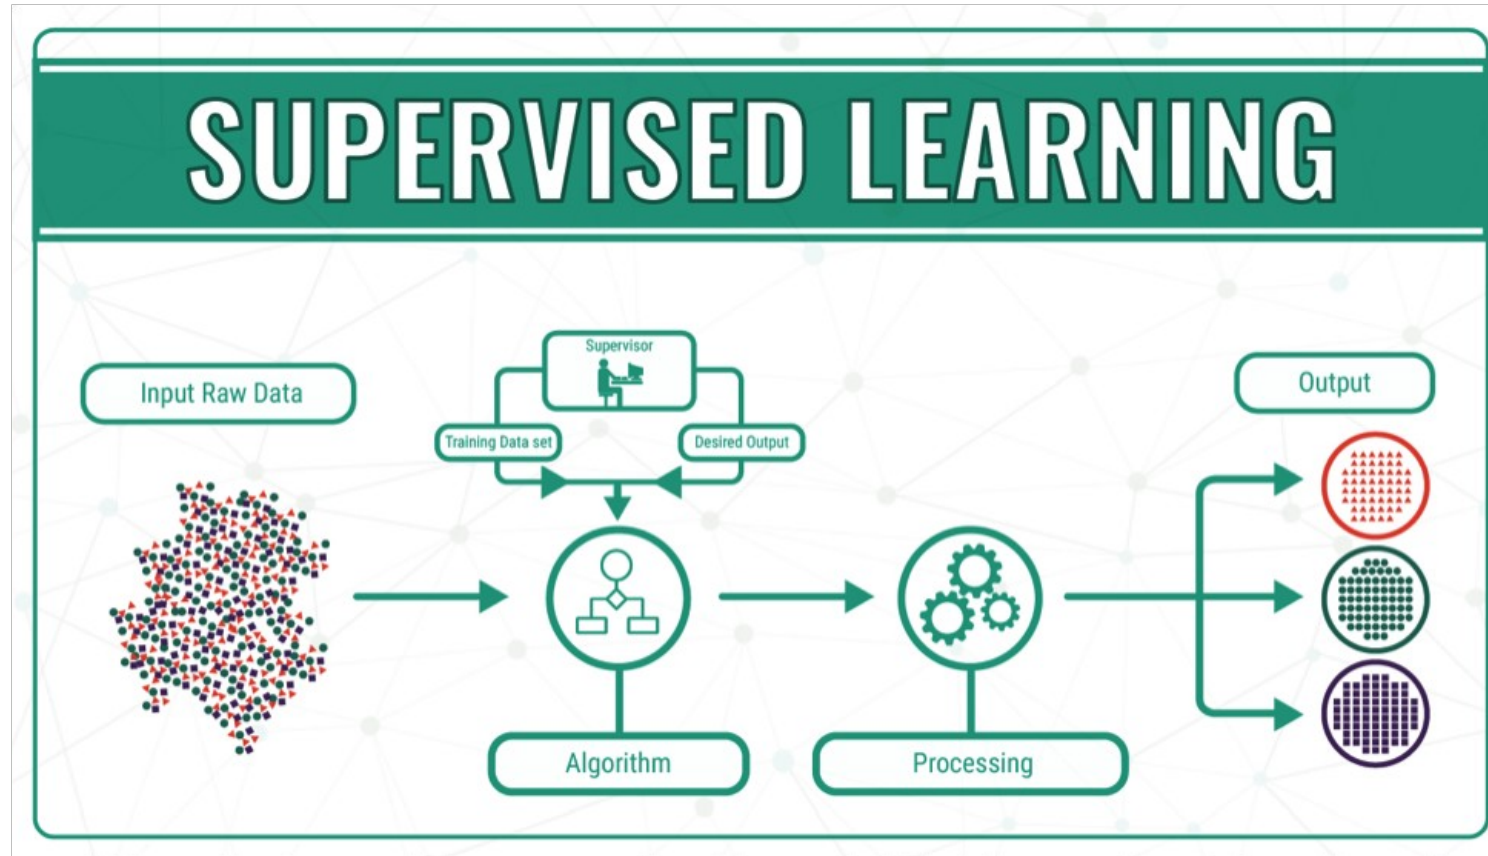 SUPERVISED LEARNING
Input Raw Data
Supervisor
Training Data set
Desired Output
Algorithm
Processing
Output